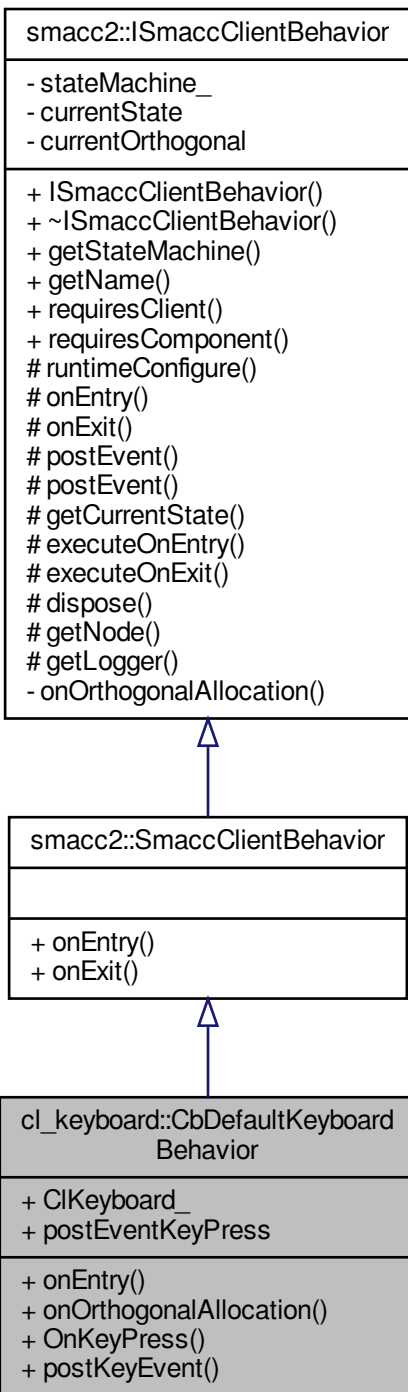 smacc2::ISmaccClientBehavior
- stateMachine_
- currentState
- currentOrthogonal
+ ISmaccClientBehavior()
+ ~ISmaccClientBehavior()
+ getStateMachine()
+ getName()
+ requiresClient()
+ requiresComponent()
# runtimeConfigure()
# onEntry()
# onExit()
# postEvent()
# postEvent()
# getCurrentState()
# executeOnEntry()
# executeOnExit()
# dispose()
# getNode()
# getLogger()
- onOrthogonalAllocation()
smacc2::SmaccClientBehavior
+ onEntry()
+ onExit()
cl_keyboard::CbDefaultKeyboard
Behavior
+ ClKeyboard_
+ postEventKeyPress
+ onEntry()
+ onOrthogonalAllocation()
+ OnKeyPress()
+ postKeyEvent()